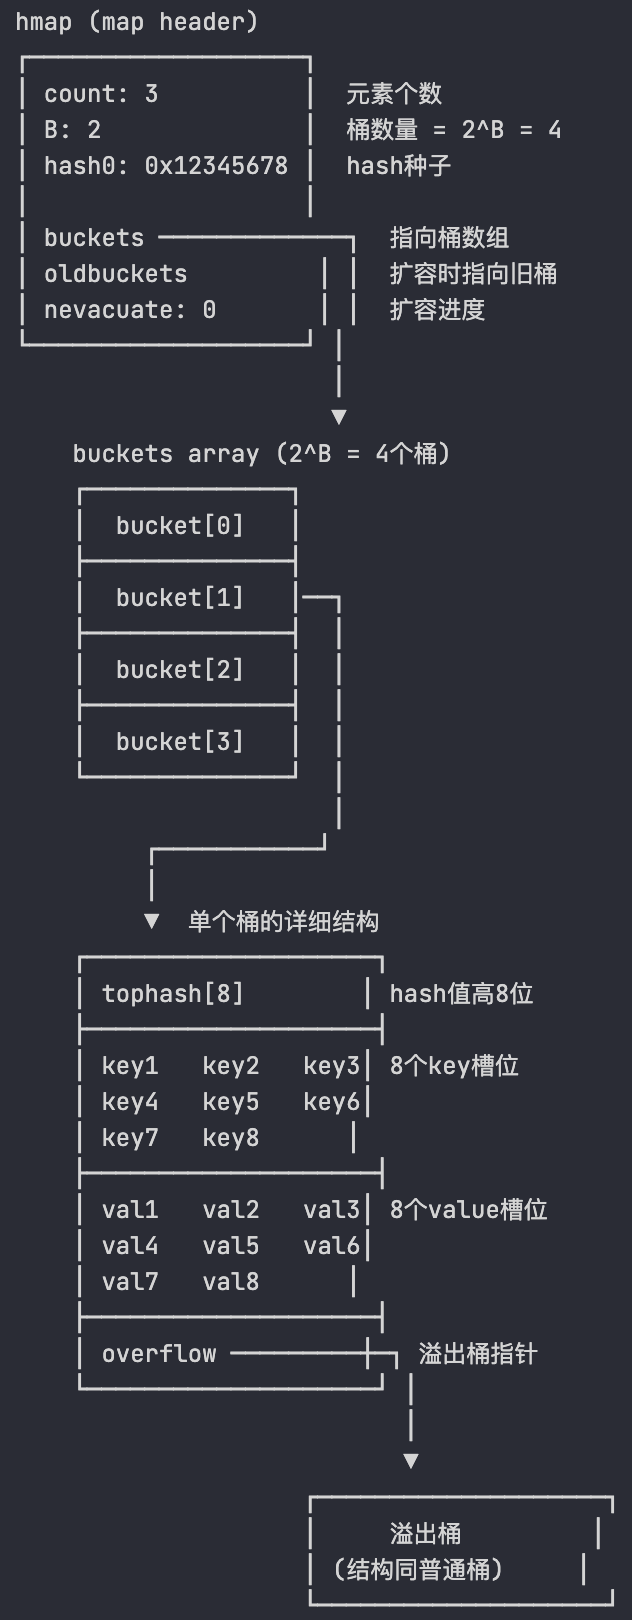 hmap (map header)
count: 3 元素个数
B: 2 桶数量 = 2^B = 4
hash0: 0x12345678 hash种子
buckets 指向桶数组
oldbuckets 扩容时指向旧桶
nevacuate: 0 扩容进度
buckets array (2^B = 4个桶)
bucket[0]
bucket[1]
bucket[2]
bucket[3]
单个桶的详细结构
tophash[8] hash值高8位
key1 key2 key3 8个key槽位
key4 key5 key6
key7 key8
val1 val2 val3 8个value槽位
val4 val5 val6
val7 val8
overflow 溢出桶指针
溢出桶
(结构同普通桶)